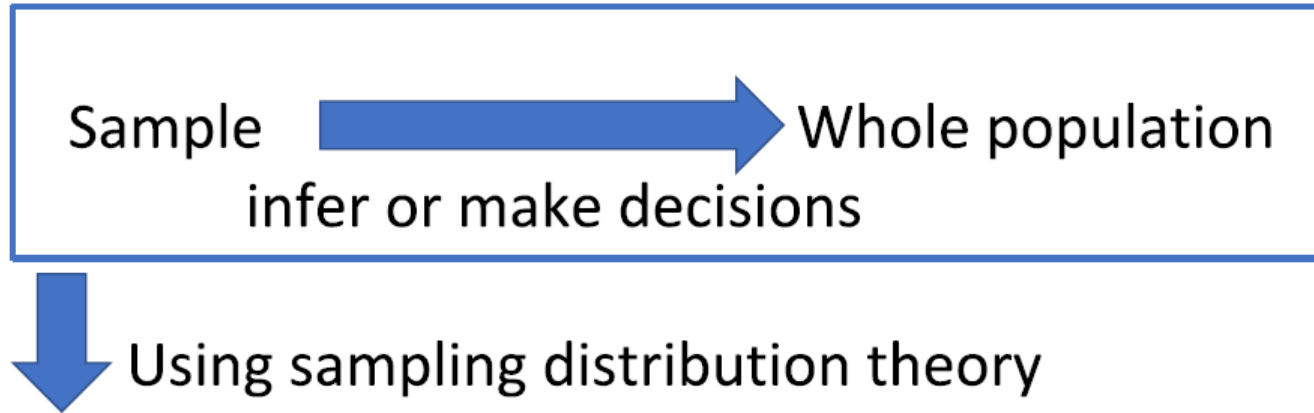 Sample Whole population
infer or make decisions
Using sampling distribution theory